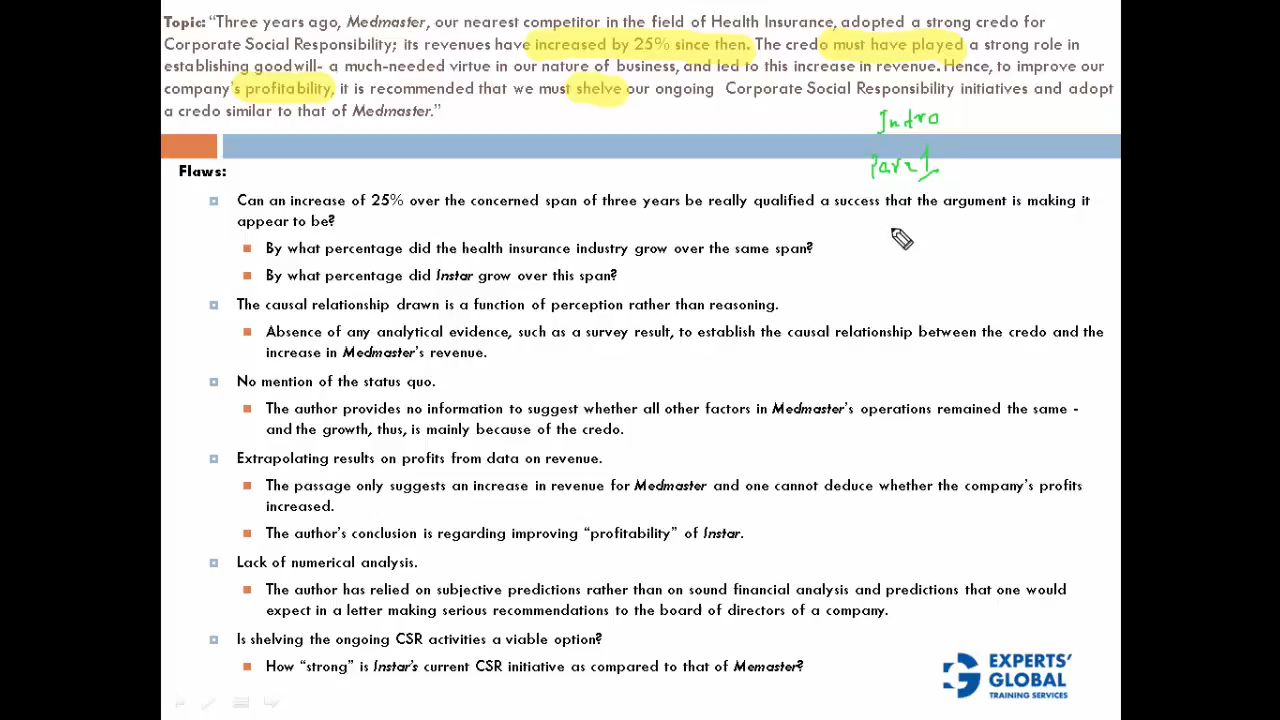 Topic: “Three years ago, Medmaster, our nearest competitor in the field of Health Insurance, adopted a strong credo for
Corporate Social Responsibility; its revenues have increased by 25% since then. The credo must have played a strong role in
establishing goodwill- a much-needed virtue in our nature of business, and led to this increase in revenue. Hence, to improve our
company’s profitability, it is recommended that we must shelve our ongoing Corporate Social Responsibility initiatives and adopt
a credo similar to that of Medmaster.”
Intro
Para 1
Flaws:
Can an increase of 25% over the concerned span of three years be really qualified a success that the argument is making it
appear to be?
By what percentage did the health insurance industry grow over the same span?
By what percentage did Instar grow over this span?
The causal relationship drawn is a function of perception rather than reasoning.
Absence of any analytical evidence, such as a survey result, to establish the causal relationship between the credo and the
increase in Medmaster’s revenue.
No mention of the status quo.
The author provides no information to suggest whether all other factors in Medmaster’s operations remained the same -
and the growth, thus, is mainly because of the credo.
Extrapolating results on profits from data on revenue.
The passage only suggests an increase in revenue for Medmaster and one cannot deduce whether the company’s profits
increased.
The author’s conclusion is regarding improving “profitability” of Instar.
Lack of numerical analysis.
The author has relied on subjective predictions rather than on sound financial analysis and predictions that one would
expect in a letter making serious recommendations to the board of directors of a company.
Is shelving the ongoing CSR activities a viable option?
How “strong” is Instar’s current CSR initiative as compared to that of Memaster?
EXPERTS’
GLOBAL
TRAINING SERVICES